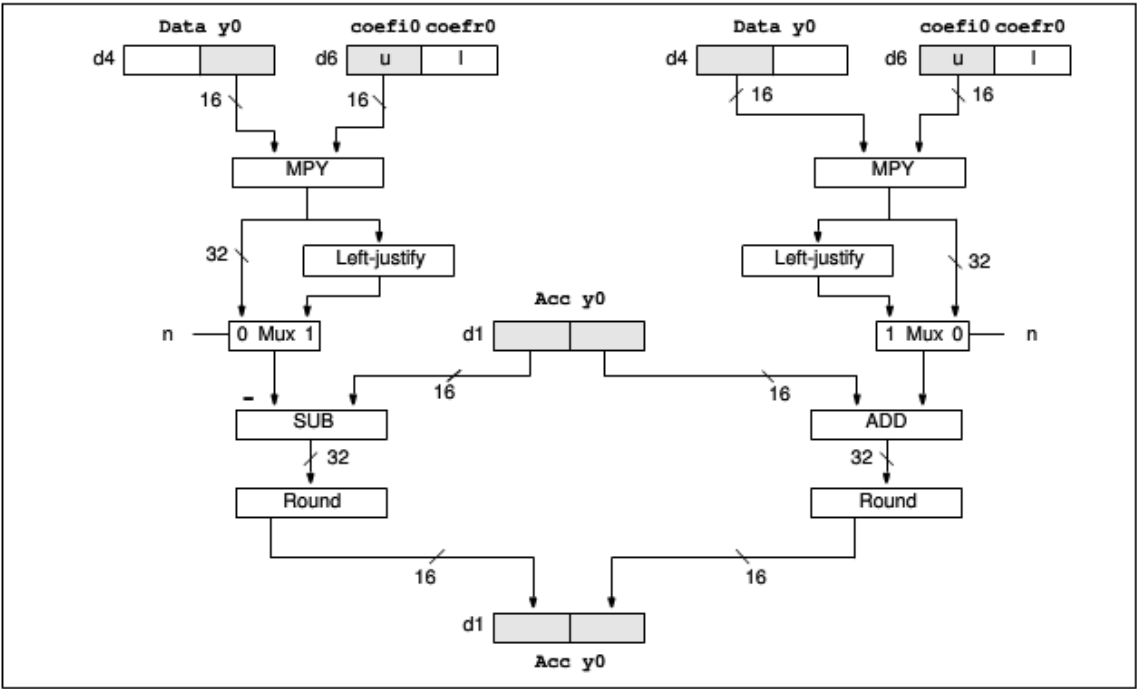 Data y0 coefi0 coefr0 Data y0 coefi0 coefr0
d4 d6 u l d4 d6 u l
16 16 16 16
MPY MPY
32 Left-justify Left-justify 32
Acc y0
n 0 Mux 1 d1 1 Mux 0 n
16 16
- SUB ADD
32 32
Round Round
16 16
d1
Acc y0